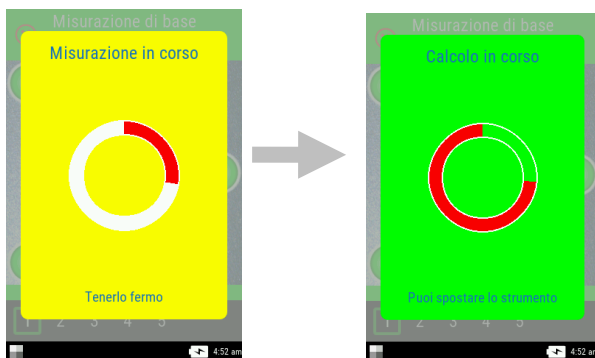 Misurazione di base
Misurazione in corso
Tenerlo fermo
1 2 3 4 5
4:52 am
Misurazione di base
Calcolo in corso
Puoi spostare lo strumento
1 2 3 4 5
4:52 am